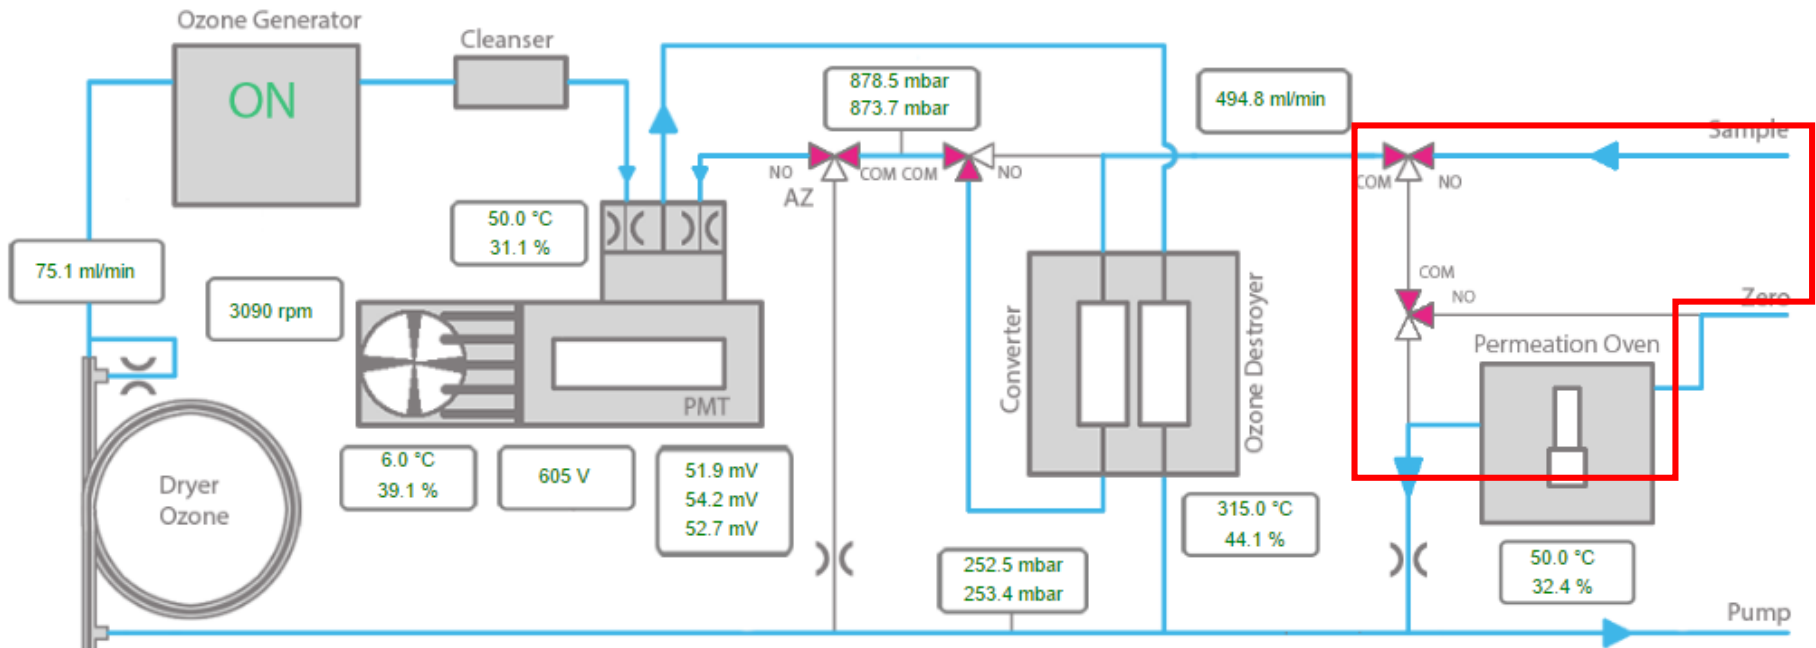 Ozone Generator
ON
Cleanser
878.5 mbar
873.7 mbar
494.8 ml/min
Sample
NO
COM
COM
NO
AZ
COM
NO
50.0 °C
31.1 %
75.1 ml/min
3090 rpm
COM
NO
Zero
Converter
Ozone Destroyer
Permeation Oven
PMT
6.0 °C
39.1 %
605 V
51.9 mV
54.2 mV
52.7 mV
Dryer
Ozone
315.0 °C
44.1 %
252.5 mbar
253.4 mbar
50.0 °C
32.4 %
Pump